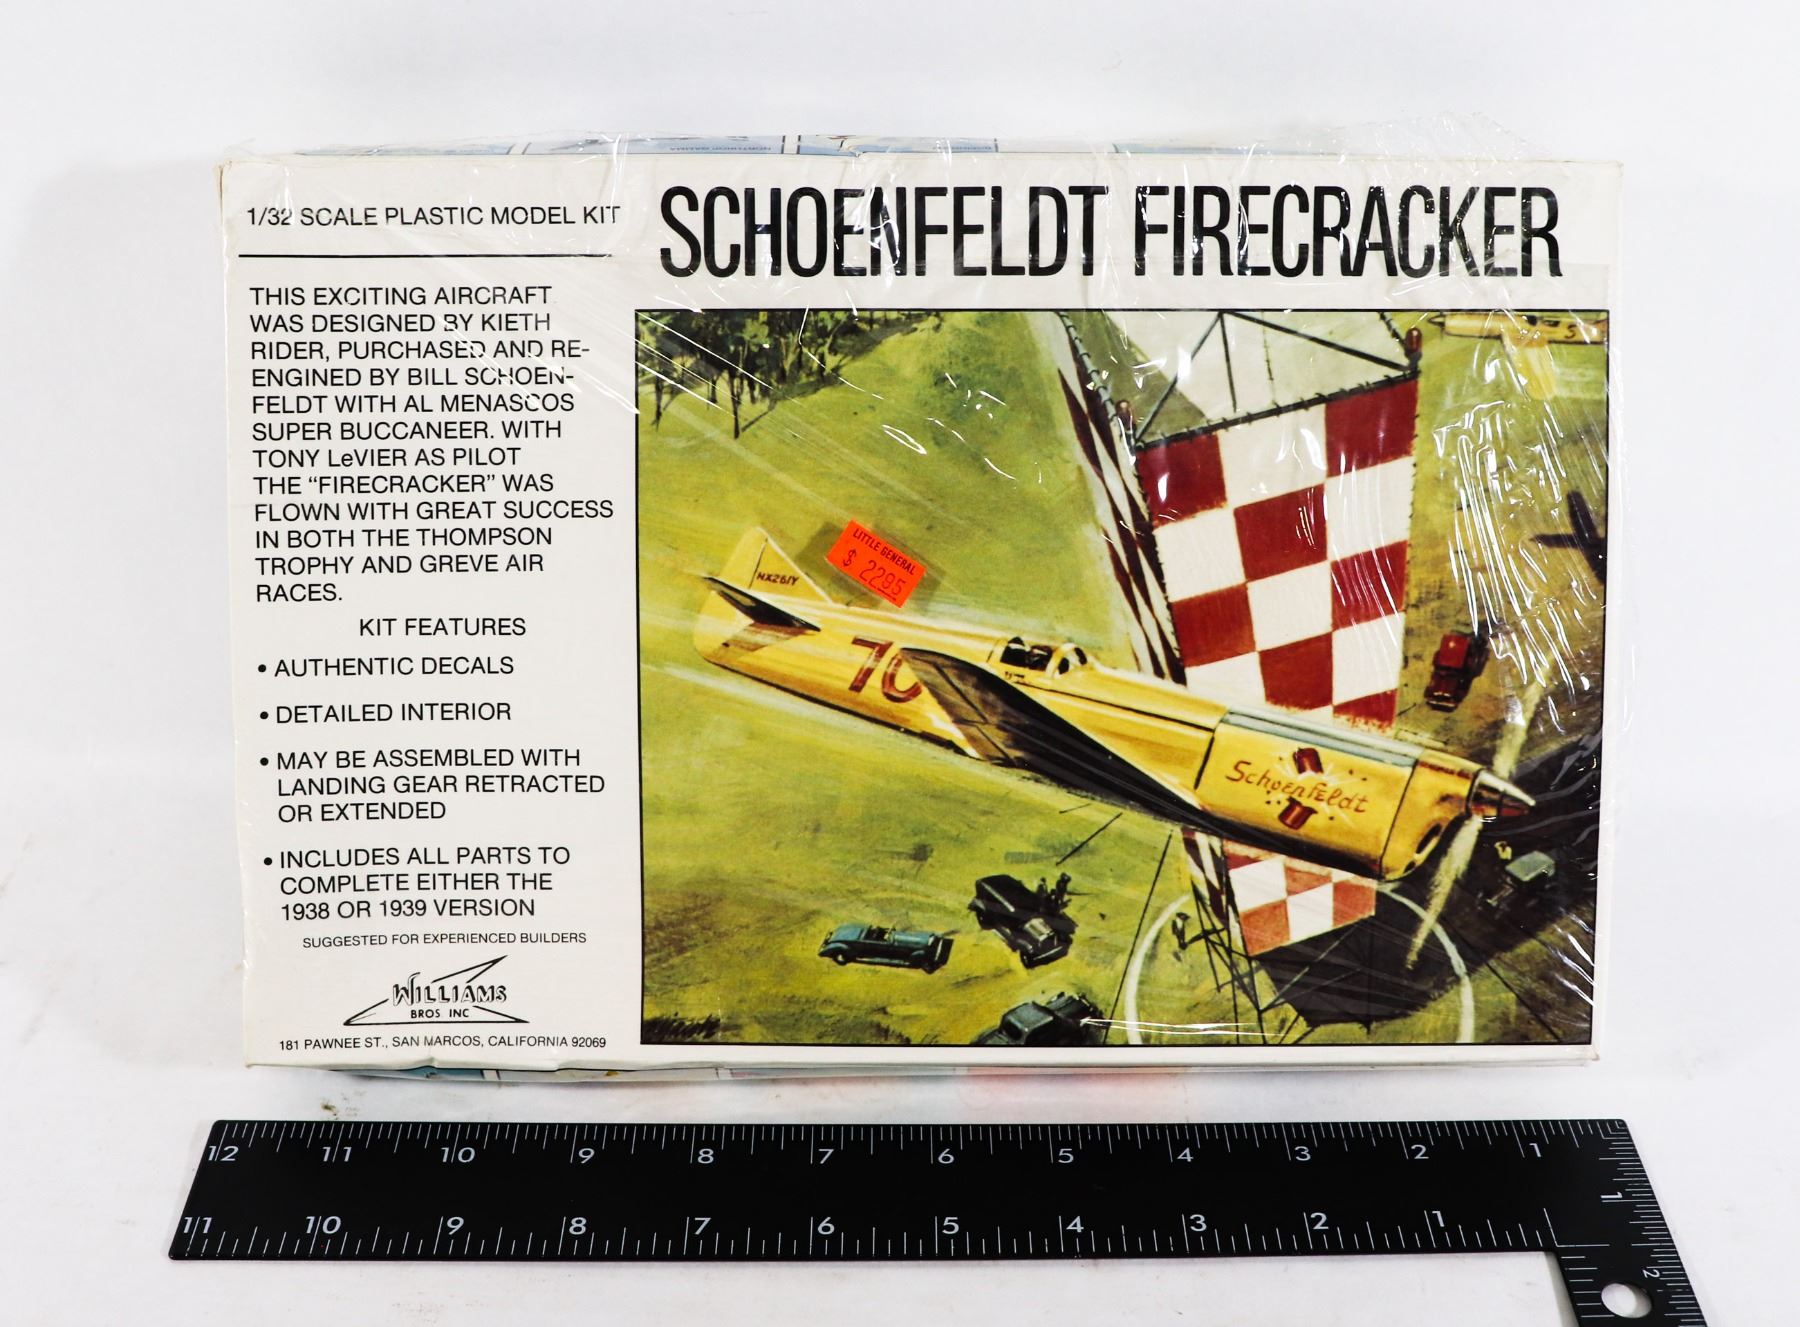 1/32 SCALE PLASTIC MODEL KIT
SCHOENFELDT FIRECRACKER
THIS EXCITING AIRCRAFT
WAS DESIGNED BY KIETH
RIDER, PURCHASED AND RE-
ENGINED BY BILL SCHOEN-
FELDT WITH AL MENASCOS
SUPER BUCCANEER. WITH
TONY LeVIER AS PILOT
THE "FIRECRACKER" WAS
FLOWN WITH GREAT SUCCESS
IN BOTH THE THOMPSON
TROPHY AND GREVE AIR
RACES.
KIT FEATURES
• AUTHENTIC DECALS
• DETAILED INTERIOR
• MAY BE ASSEMBLED WITH
LANDING GEAR RETRACTED
OR EXTENDED
• INCLUDES ALL PARTS TO
COMPLETE EITHER THE
1938 OR 1939 VERSION
SUGGESTED FOR EXPERIENCED BUILDERS
WILLIAMS
BROS. INC
181 PAWNEE ST., SAN MARCOS, CALIFORNIA 92069
LITTLE GENERAL
$ 2295
NX261Y
70
Schoenfeldt
5
12 11 10 9 8 7 6 5 4 3 2 1
11 10 9 8 7 6 5 4 3 2 1
1
2